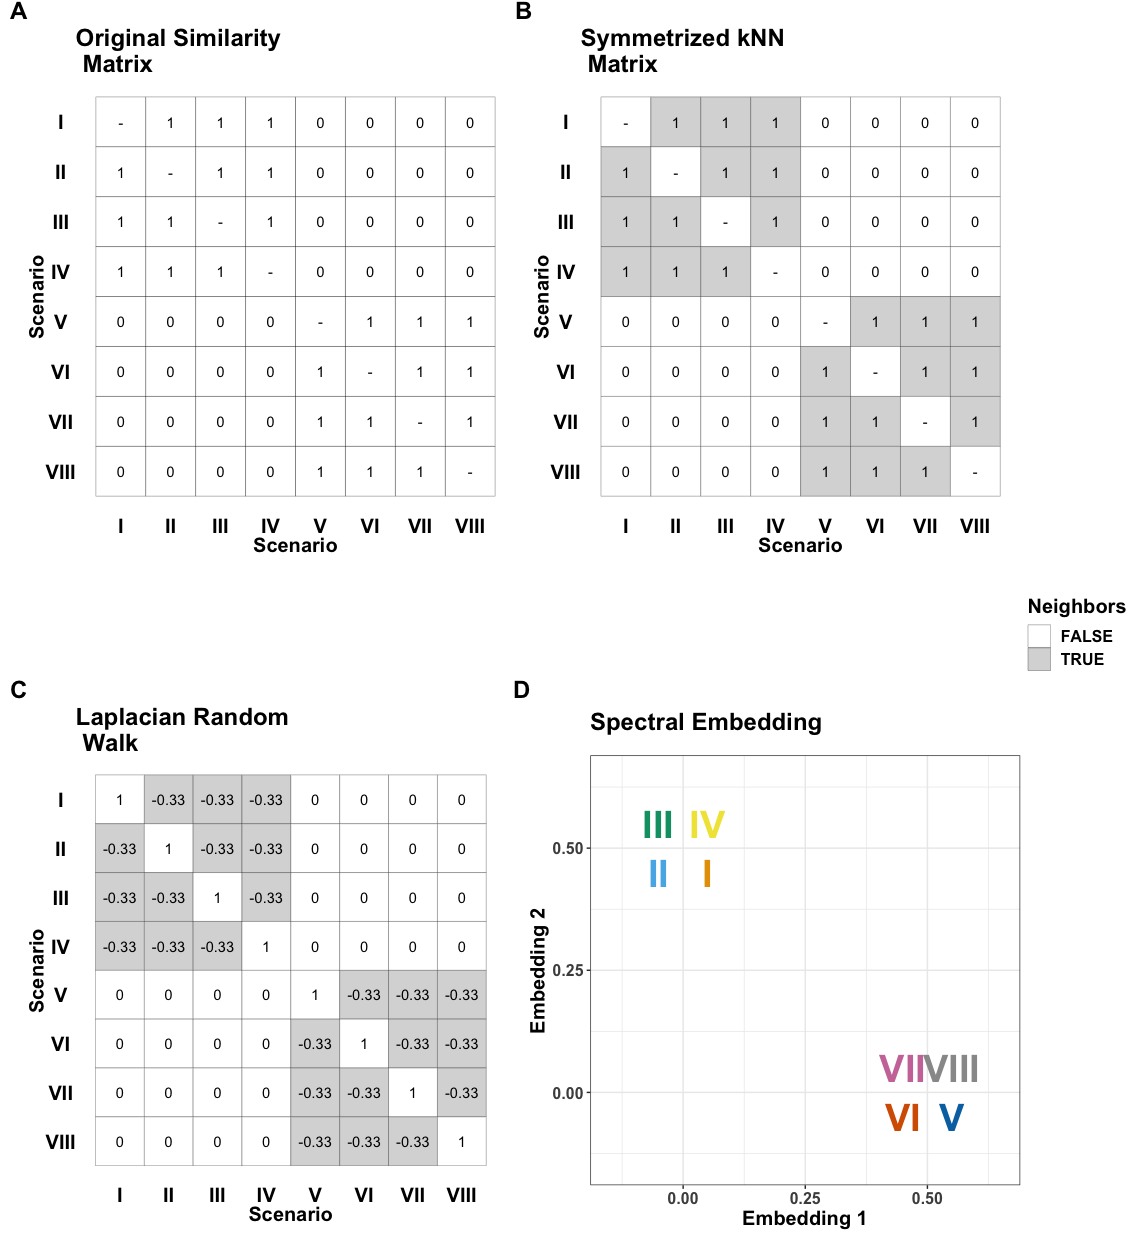 A
Original Similarity
Matrix
I - 1 1 1 0 0 0 0
II 1 - 1 1 0 0 0 0
III 1 1 - 1 0 0 0 0
IV 1 1 1 - 0 0 0 0
V 0 0 0 0 - 1 1 1
VI 0 0 0 0 1 - 1 1
VII 0 0 0 0 1 1 - 1
VIII 0 0 0 0 1 1 1 -
Scenario
I II III IV V VI VII VIII
Scenario
B
Symmetrized kNN
Matrix
I - 1 1 1 0 0 0 0
II 1 - 1 1 0 0 0 0
III 1 1 - 1 0 0 0 0
IV 1 1 1 - 0 0 0 0
V 0 0 0 0 - 1 1 1
VI 0 0 0 0 1 - 1 1
VII 0 0 0 0 1 1 - 1
VIII 0 0 0 0 1 1 1 -
Scenario
I II III IV V VI VII VIII
Scenario
Neighbors
FALSE
TRUE
C
Laplacian Random
Walk
I 1 -0.33 -0.33 -0.33 0 0 0 0
II -0.33 1 -0.33 -0.33 0 0 0 0
III -0.33 -0.33 1 -0.33 0 0 0 0
IV -0.33 -0.33 -0.33 1 0 0 0 0
V 0 0 0 0 1 -0.33 -0.33 -0.33
VI 0 0 0 0 -0.33 1 -0.33 -0.33
VII 0 0 0 0 -0.33 -0.33 1 -0.33
VIII 0 0 0 0 -0.33 -0.33 -0.33 1
Scenario
I II III IV V VI VII VIII
Scenario
D
Spectral Embedding
III IV
0.50
II I
0.25
Embedding 2
VII VIII
0.00
VI V
0.00 0.25 0.50
Embedding 1